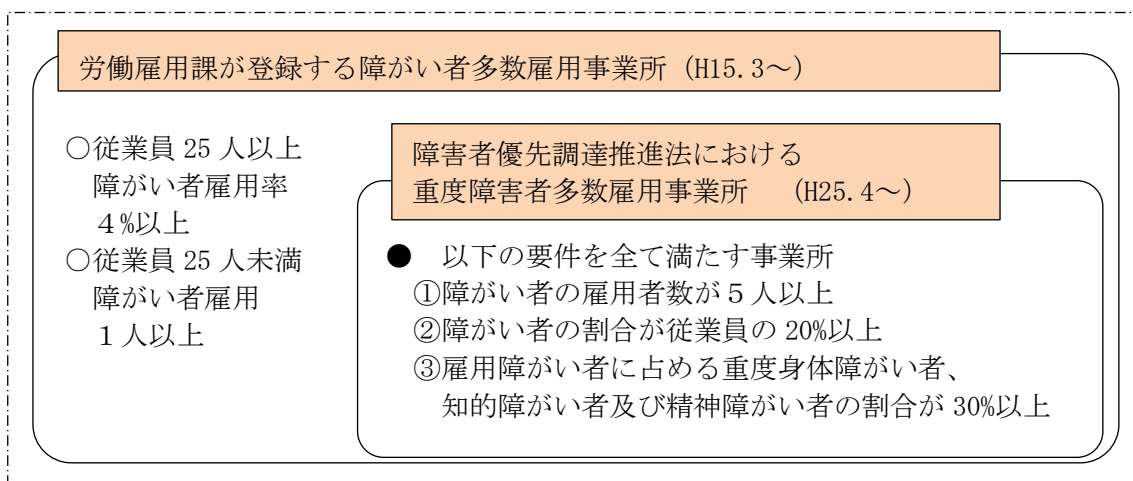 労働雇用課が登録する障がい者多数雇用事業所（H15.3～）
○従業員 25 人以上
障がい者雇用率
４%以上
○従業員 25 人未満
障がい者雇用
１人以上
障害者優先調達推進法における
重度障害者多数雇用事業所　（H25.4～）
●　以下の要件を全て満たす事業所
①障がい者の雇用者数が５人以上
②障がい者の割合が従業員の 20%以上
③雇用障がい者に占める重度身体障がい者、
知的障がい者及び精神障がい者の割合が 30%以上